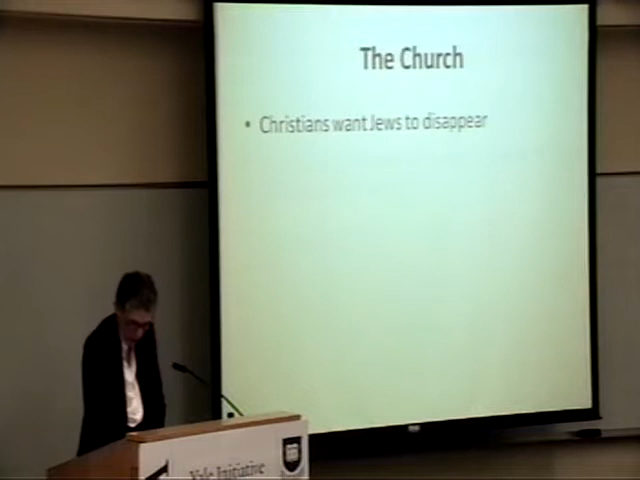 The Church
• Christians want Jews to disappear
Yale Initiative